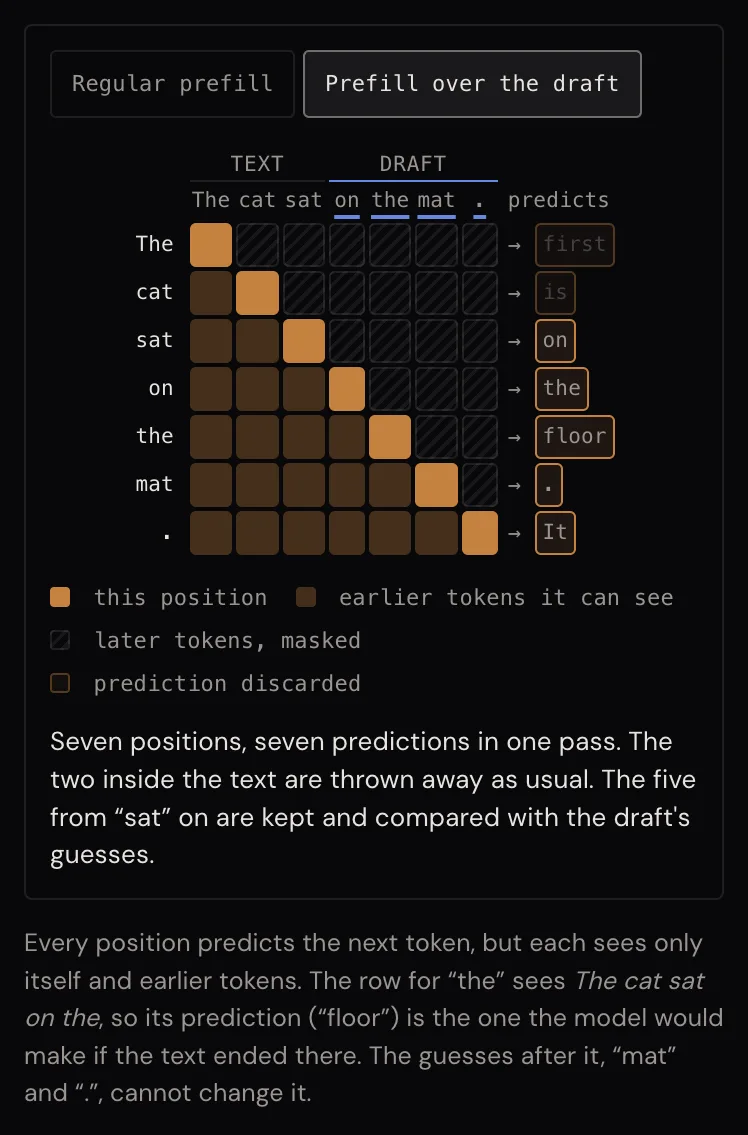 Regular prefill
Prefill over the draft
TEXT DRAFT
The cat sat on the mat . predicts
The → first
cat → is
sat → on
on → the
the → floor
mat → .
. → It
this position
earlier tokens it can see
later tokens, masked
prediction discarded
Seven positions, seven predictions in one pass. The
two inside the text are thrown away as usual. The five
from “sat” on are kept and compared with the draft's
guesses.
Every position predicts the next token, but each sees only
itself and earlier tokens. The row for “the” sees The cat sat
on the, so its prediction (“floor”) is the one the model would
make if the text ended there. The guesses after it, “mat”
and “.”, cannot change it.